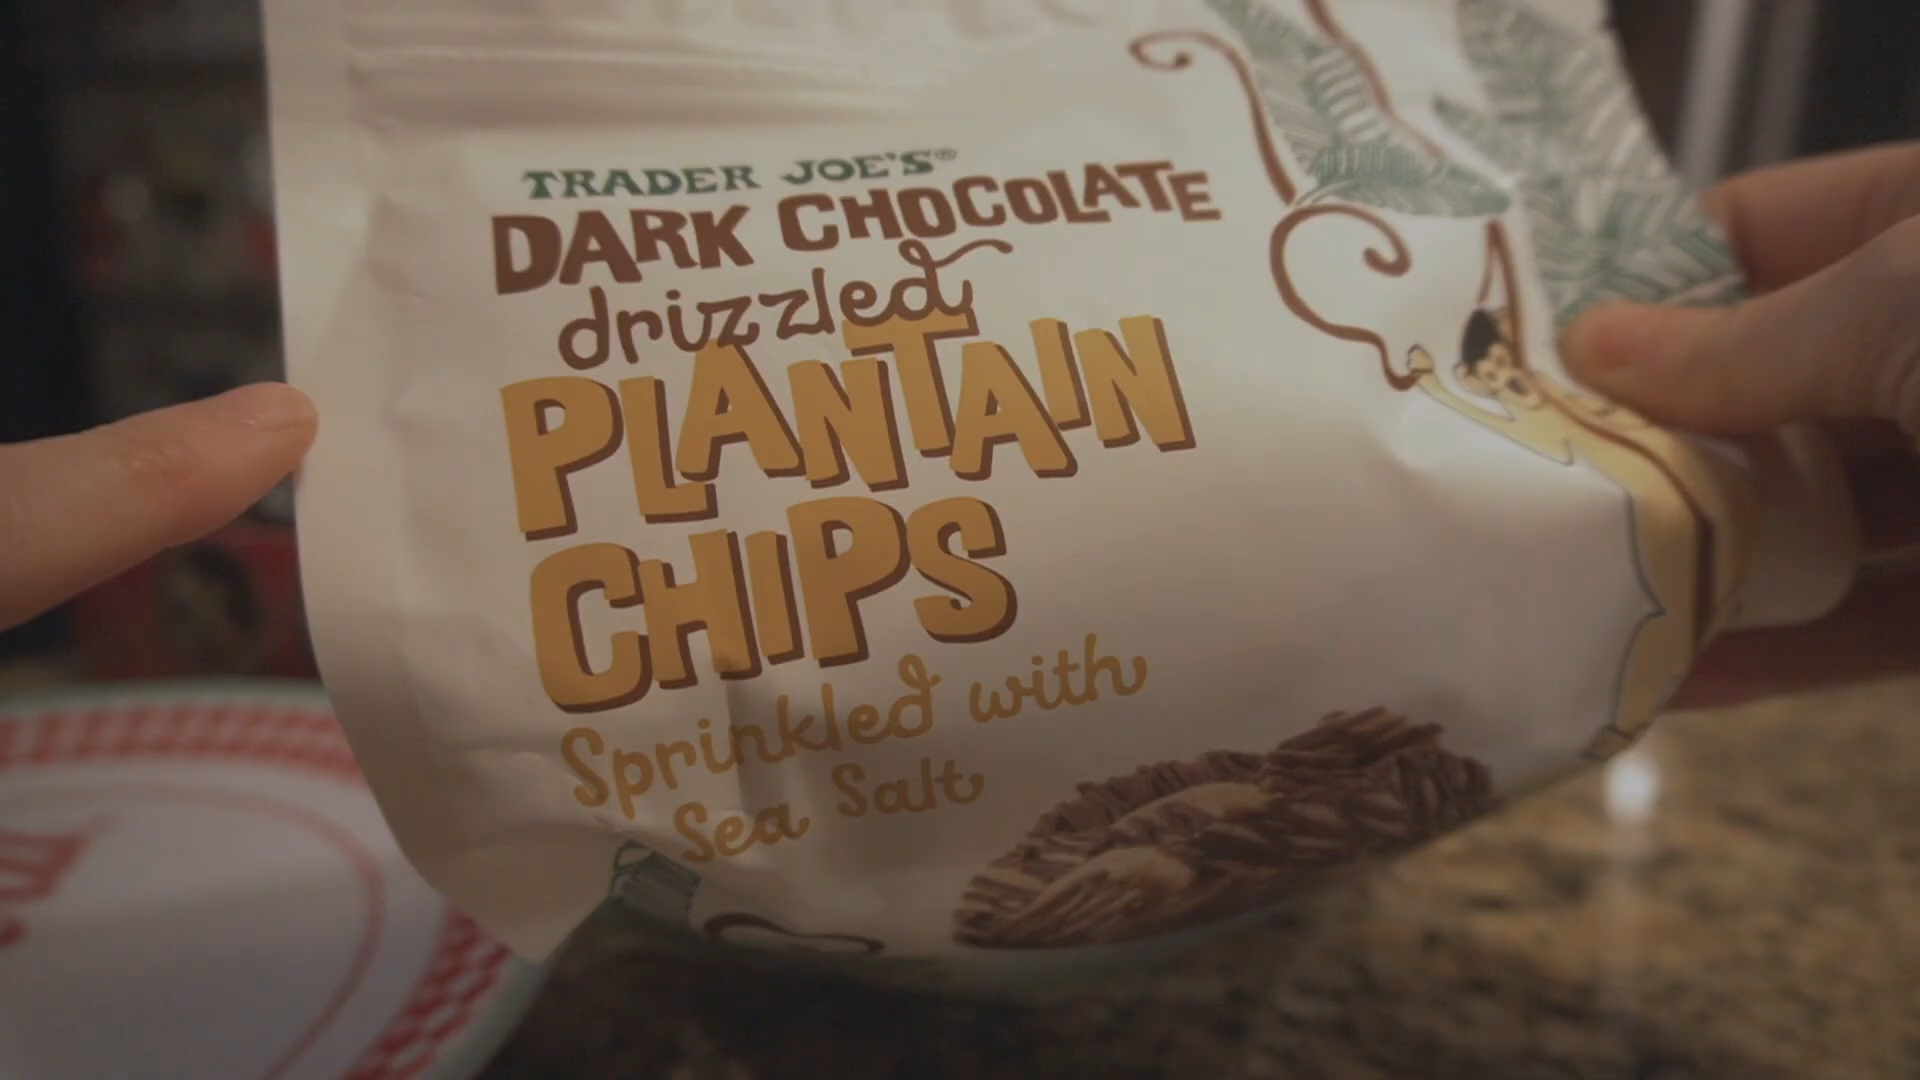 TRADER JOE'S®
DARK CHOCOLATE
drizzled
PLANTAIN
CHIPS
Sprinkled with
Sea Salt